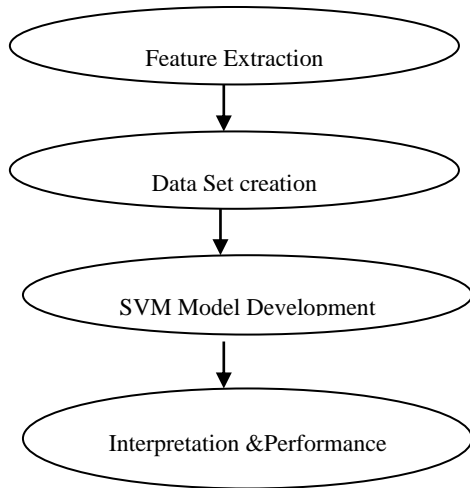 Feature Extraction
Data Set creation
SVM Model Development
Interpretation &Performance